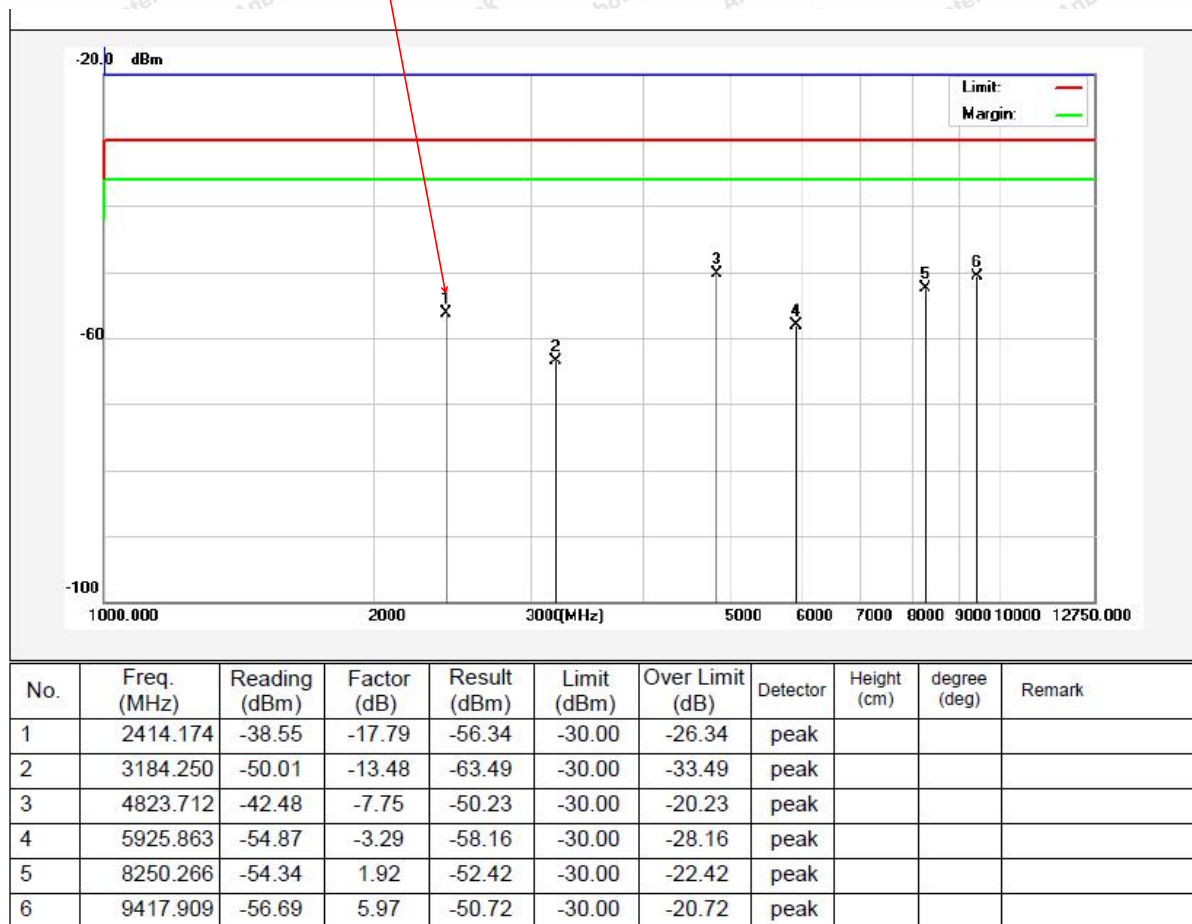 -20.0 dBm
Limit:
Margin:
3
6
5
1
4
2
-60
-100
1000.000 2000 3000 (MHz) 5000 6000 7000 8000 9000 10000 12750.000
No. Freq. (MHz) Reading (dBm) Factor (dB) Result (dBm) Limit (dBm) Over Limit (dB) Detector Height (cm) degree (deg) Remark
1 2414.174 -38.55 -17.79 -56.34 -30.00 -26.34 peak
2 3184.250 -50.01 -13.48 -63.49 -30.00 -33.49 peak
3 4823.712 -42.48 -7.75 -50.23 -30.00 -20.23 peak
4 5925.863 -54.87 -3.29 -58.16 -30.00 -28.16 peak
5 8250.266 -54.34 1.92 -52.42 -30.00 -22.42 peak
6 9417.909 -56.69 5.97 -50.72 -30.00 -20.72 peak